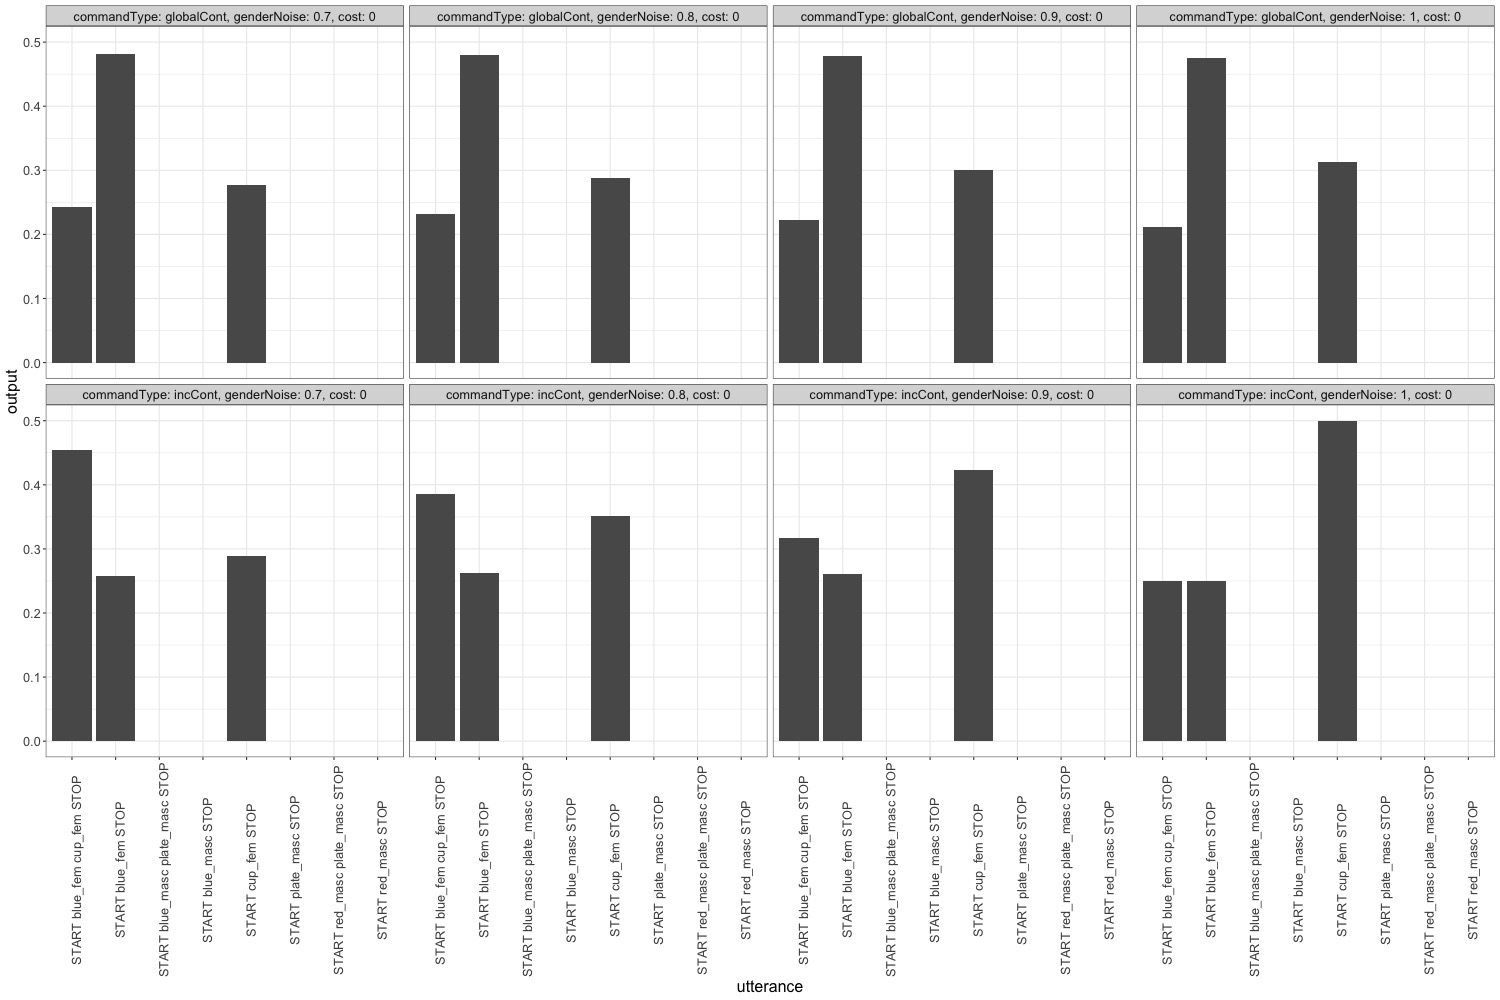 commandType: globalCont, genderNoise: 0.7, cost: 0
commandType: globalCont, genderNoise: 0.8, cost: 0
commandType: globalCont, genderNoise: 0.9, cost: 0
commandType: globalCont, genderNoise: 1, cost: 0
0.5
0.4
0.3
0.2
0.1
0.0
output
commandType: incCont, genderNoise: 0.7, cost: 0
commandType: incCont, genderNoise: 0.8, cost: 0
commandType: incCont, genderNoise: 0.9, cost: 0
commandType: incCont, genderNoise: 1, cost: 0
0.5
0.4
0.3
0.2
0.1
0.0
START blue_fem cup_fem STOP
START blue_fem STOP
START blue_masc plate_masc STOP
START blue_masc STOP
START cup_fem STOP
START plate_masc STOP
START red_masc plate_masc STOP
START red_masc STOP
START blue_fem cup_fem STOP
START blue_fem STOP
START blue_masc plate_masc STOP
START blue_masc STOP
START cup_fem STOP
START plate_masc STOP
START red_masc plate_masc STOP
START red_masc STOP
START blue_fem cup_fem STOP
START blue_fem STOP
START blue_masc plate_masc STOP
START blue_masc STOP
START cup_fem STOP
START plate_masc STOP
START red_masc plate_masc STOP
START red_masc STOP
START blue_fem cup_fem STOP
START blue_fem STOP
START blue_masc plate_masc STOP
START blue_masc STOP
START cup_fem STOP
START plate_masc STOP
START red_masc plate_masc STOP
START red_masc STOP
utterance